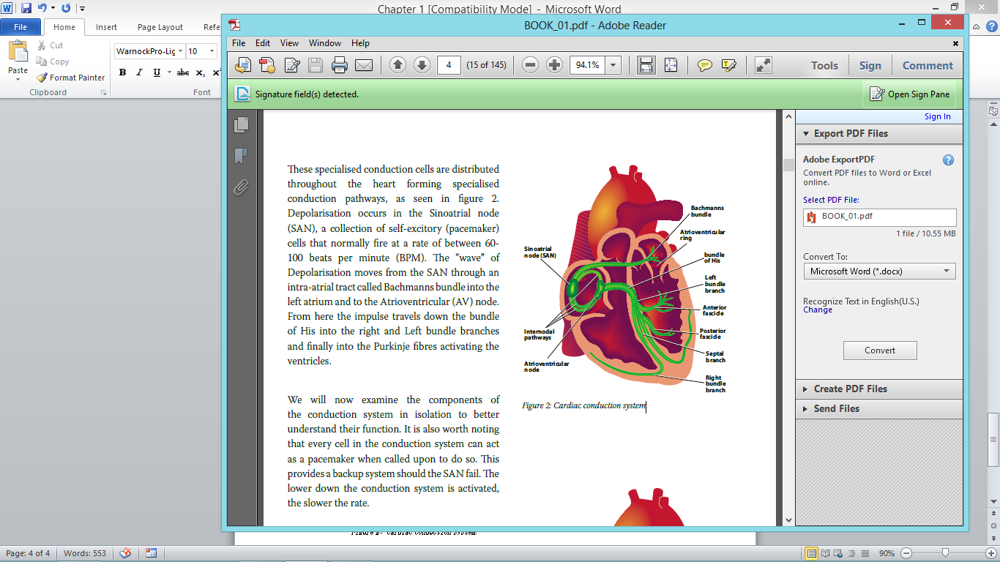 Chapter 1 [Compatibility Mode] - Microsoft Word
File
Home
Insert
Page Layout
Refe
Cut
Copy
Format Painter
Paste
Clipboard
WarnockPro-Lig
10
B I U abc x₂ x
Font
BOOK_01.pdf - Adobe Reader
File Edit View Window Help
4
(15 of 145)
94.1%
Tools
Sign
Comment
Signature field(s) detected.
Open Sign Pane
These specialised conduction cells are distributed
throughout the heart forming specialised
conduction pathways, as seen in figure 2.
Depolarisation occurs in the Sinoatrial node
(SAN), a collection of self-excitory (pacemaker)
cells that normally fire at a rate of between 60-
100 beats per minute (BPM). The “wave” of
Depolarisation moves from the SAN through an
intra-atrial tract called Bachmanns bundle into the
left atrium and to the Atrioventricular (AV) node.
From here the impulse travels down the bundle
of His into the right and Left bundle branches
and finally into the Purkinje fibres activating the
ventricles.
We will now examine the components of
the conduction system in isolation to better
understand their function. It is also worth noting
that every cell in the conduction system can act
as a pacemaker when called upon to do so. This
provides a backup system should the SAN fail. The
lower down the conduction system is activated,
the slower the rate.
Sinoatrial
node (SAN)
Internodal
pathways
Atrioventricular
node
Bachmanns
bundle
Atrioventricular
ring
bundle
of His
Left
bundle
branch
Anterior
fascide
Posterior
fascide
Septal
branch
Right
bundle
branch
Figure 2: Cardiac conduction system
Sign In
Export PDF Files
Adobe ExportPDF
Convert PDF files to Word or Excel
online.
Select PDF File:
BOOK_01.pdf
1 file / 10.55 MB
Convert To:
Microsoft Word (*.docx)
Recognize Text in English(U.S.)
Change
Convert
Create PDF Files
Send Files
Page: 4 of 4
Words: 553
90%